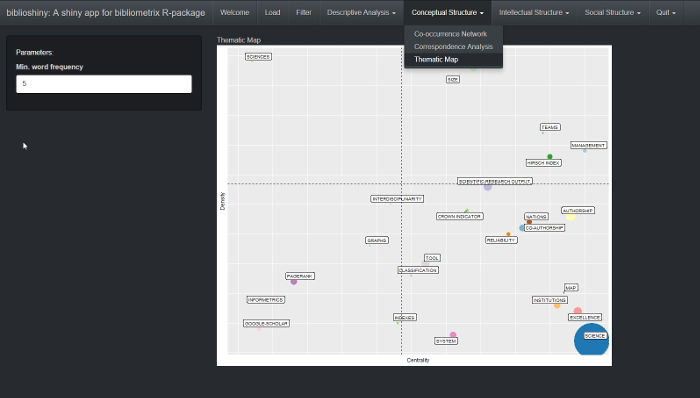 biblioshiny: A shiny app for bibliometrix R-package Welcome Load Filter Descriptive Analysis Conceptual Structure Intellectual Structure Social Structure Quit
Co-occurrence Network
Correspondence Analysis
Thematic Map
Parameters:
Min. word frequency
5
Thematic Map
SCIENCES
SIZE
TEAMS
MANAGEMENT
HIRSCH INDEX
SCIENTIFIC RESEARCH OUTPUT
INTERDISCIPLINARITY
CROWN INDICATOR
NATIONS
AUTHORSHIP
CO-AUTHORSHIP
GRAPHS
RELIABILITY
TOOL
CLASSIFICATION
PAGERANK
MAP
INFORMETRICS
INSTITUTIONS
GOOGLE-SCHOLAR
INDEXES
EXCELLENCE
SYSTEM
SCIENCE
Density
Centrality